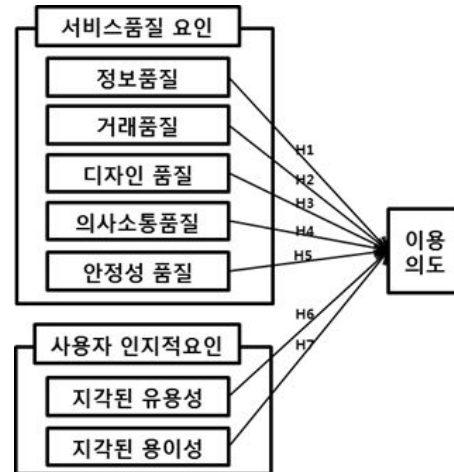 서비스품질 요인
정보품질
거래품질
디자인 품질
의사소통품질
안정성 품질
H1
H2
H3
H4
H5
이용
의도
H6
H7
사용자 인지적요인
지각된 유용성
지각된 용이성